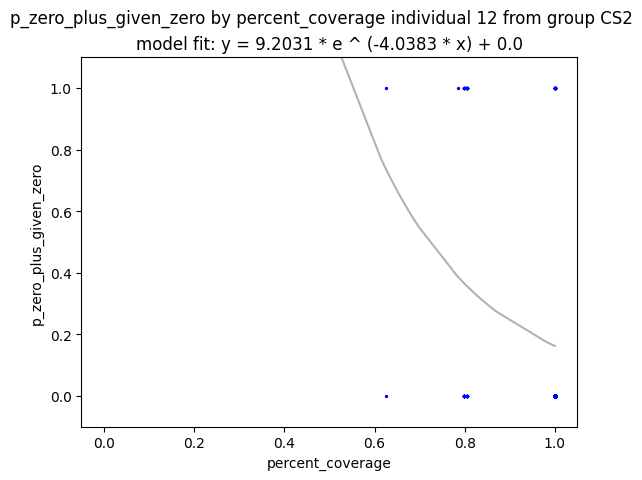 p_zero_plus_given_zero by percent_coverage individual 12 from group CS2
model fit: y = 9.2031 * e ^ (-4.0383 * x) + 0.0
1.0
0.8
0.6
0.4
0.2
0.0
p_zero_plus_given_zero
0.0 0.2 0.4 0.6 0.8 1.0
percent_coverage